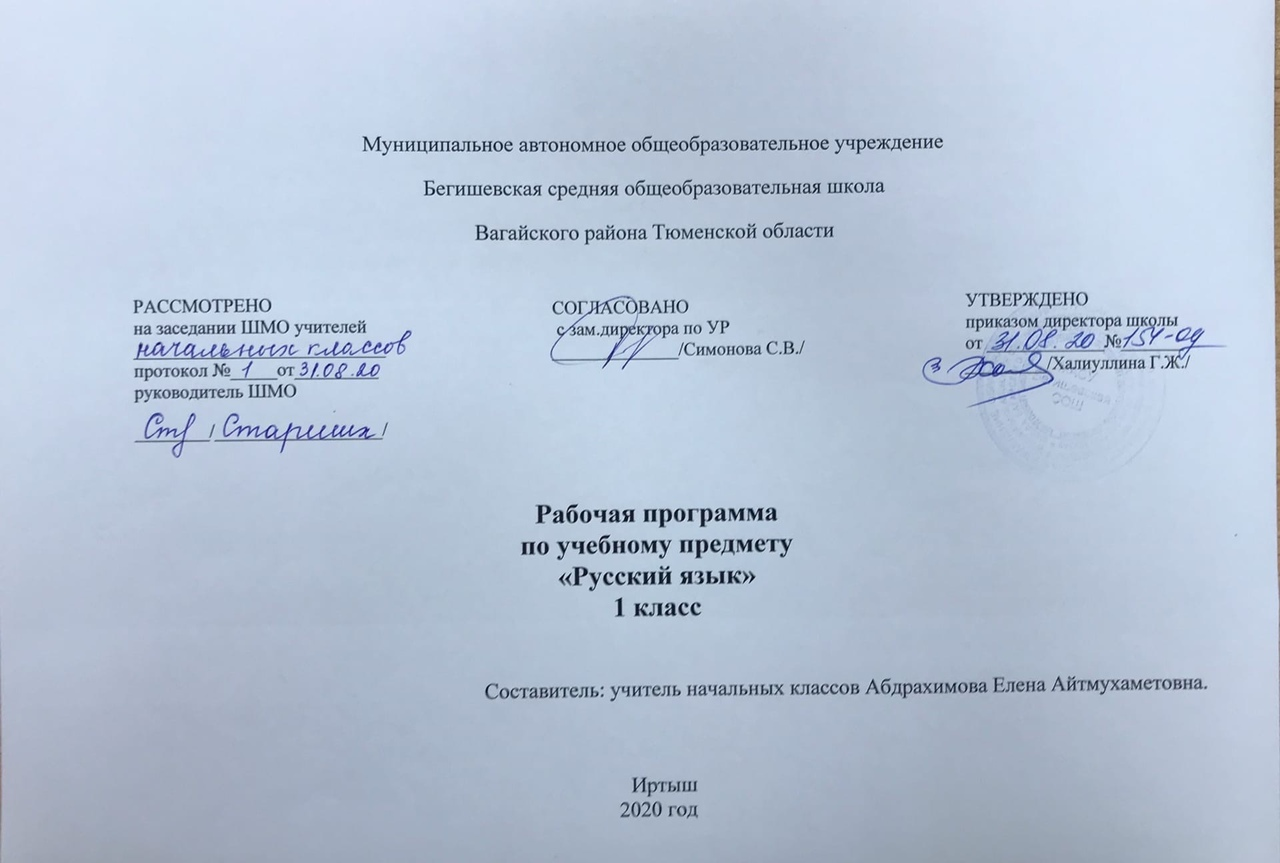 Муниципальное автономное общеобразовательное учреждение
Бегишевская средняя общеобразовательная школа
Вагайского района Тюменской области
РАССМОТРЕНО
на заседании ШМО учителей
начальных классов
протокол № 1 от 31.08.20
руководитель ШМО
/ /
СОГЛАСОВАНО
с зам.директора по УР
/Симонова С.В./
УТВЕРЖДЕНО
приказом директора школы
от 31.08.20 №154-од
/Халиуллина Г.Ж./
СОШ
Рабочая программа
по учебному предмету
«Русский язык»
1 класс
Составитель: учитель начальных классов Абдрахимова Елена Айтмухаметовна.
Иртыш
2020 год